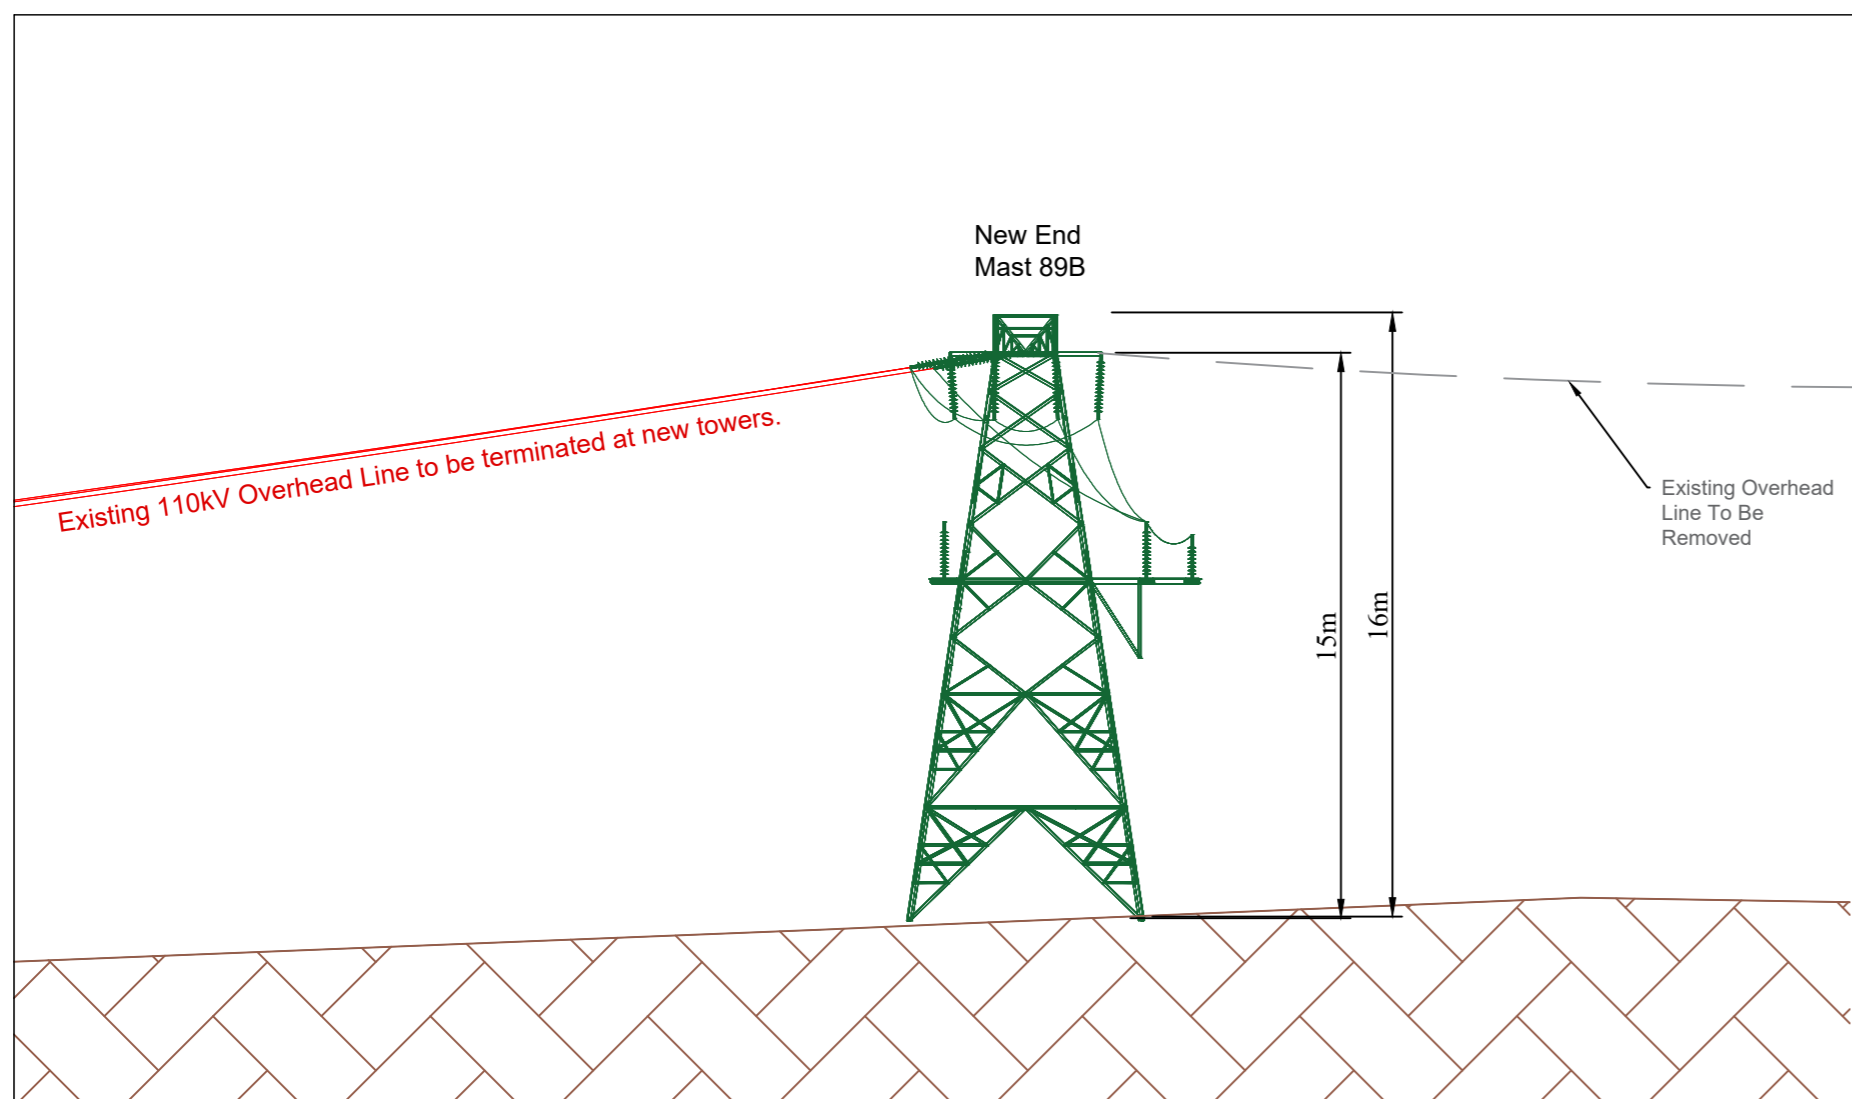 New End
Mast 89B
Existing 110kV Overhead Line to be terminated at new towers.
Existing Overhead
Line To Be
Removed
15m
16m